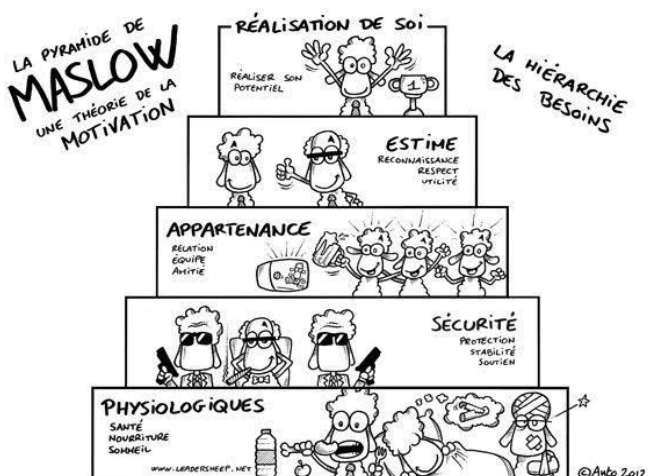 LA PYRAMIDE DE
MASLOW
UNE THÉORIE DE LA
MOTIVATION
RÉALISATION DE SOI
RÉALISER SON
POTENTIEL
1
LA HIÉRARCHIE
DES BESOINS
ESTIME
RECONNAISSANCE
RESPECT
UTILITÉ
APPARTENANCE
RELATION
ÉQUIPE
AMITIE
SÉCURITÉ
PROTECTION
STABILITÉ
SOUTIEN
PHYSIOLOGIQUES
SANTÉ
NOURRITURE
SOMMEIL
WWW.LEADERSHEEP.NET
©Anto 2012